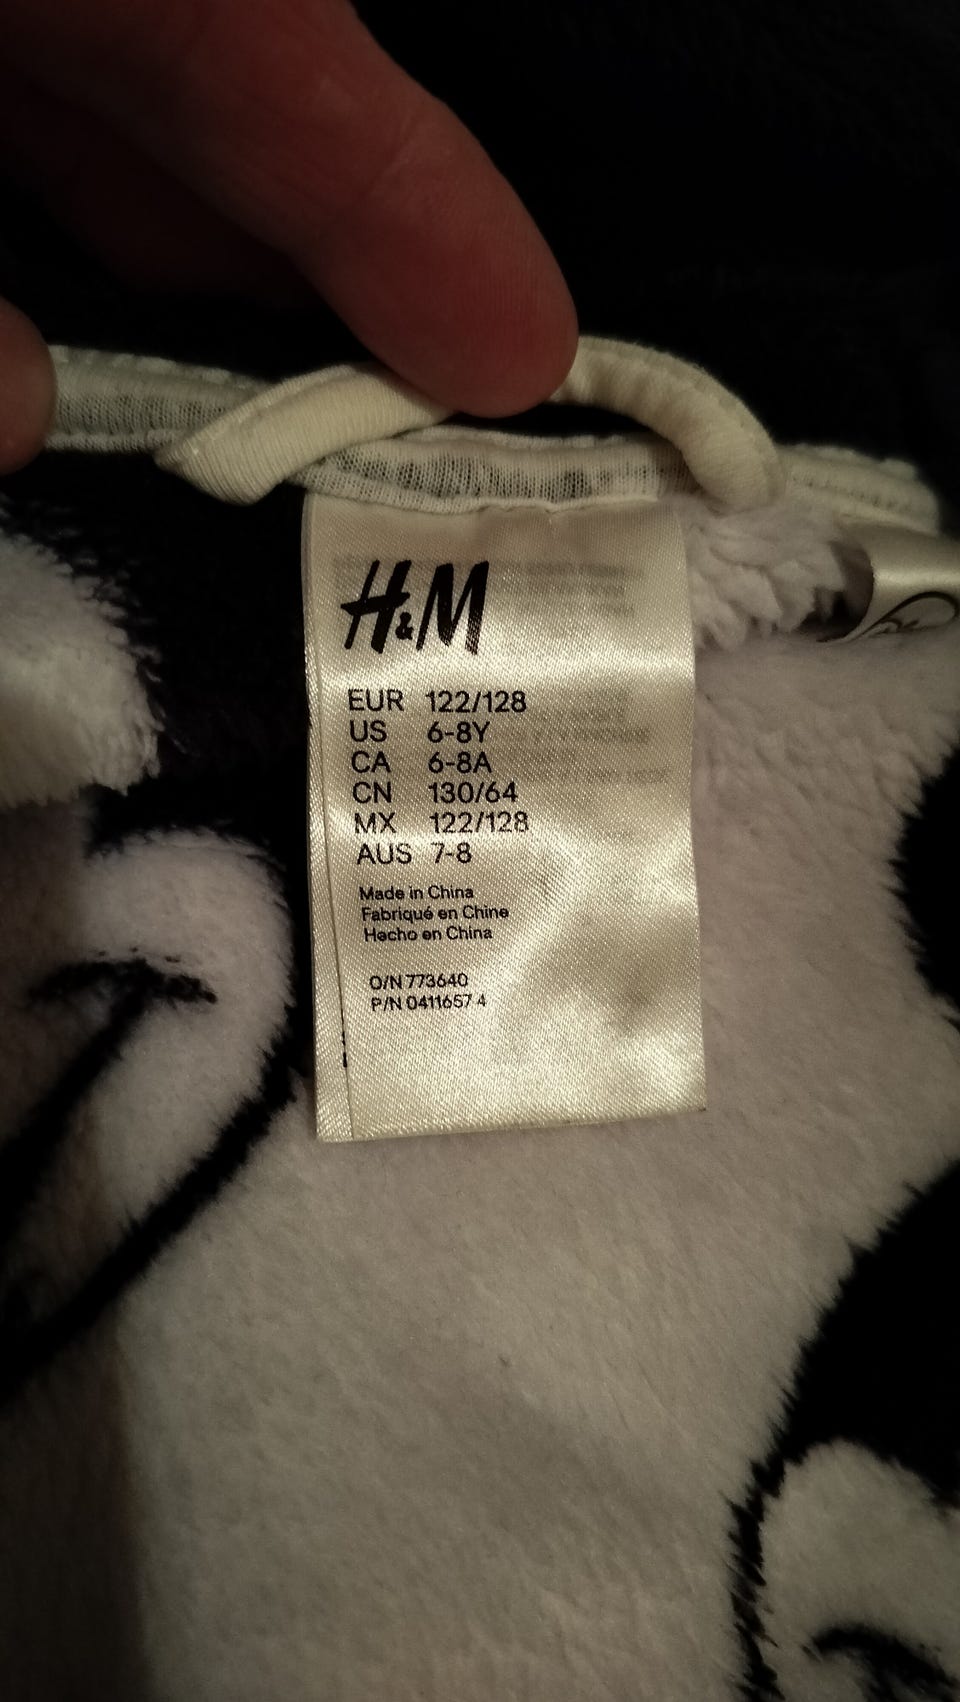 H&M
EUR 122/128
US 6-8Y
CA 6-8A
CN 130/64
MX 122/128
AUS 7-8
Made in China
Fabriqué en Chine
Hecho en China
O/N 773640
P/N 0411657 4